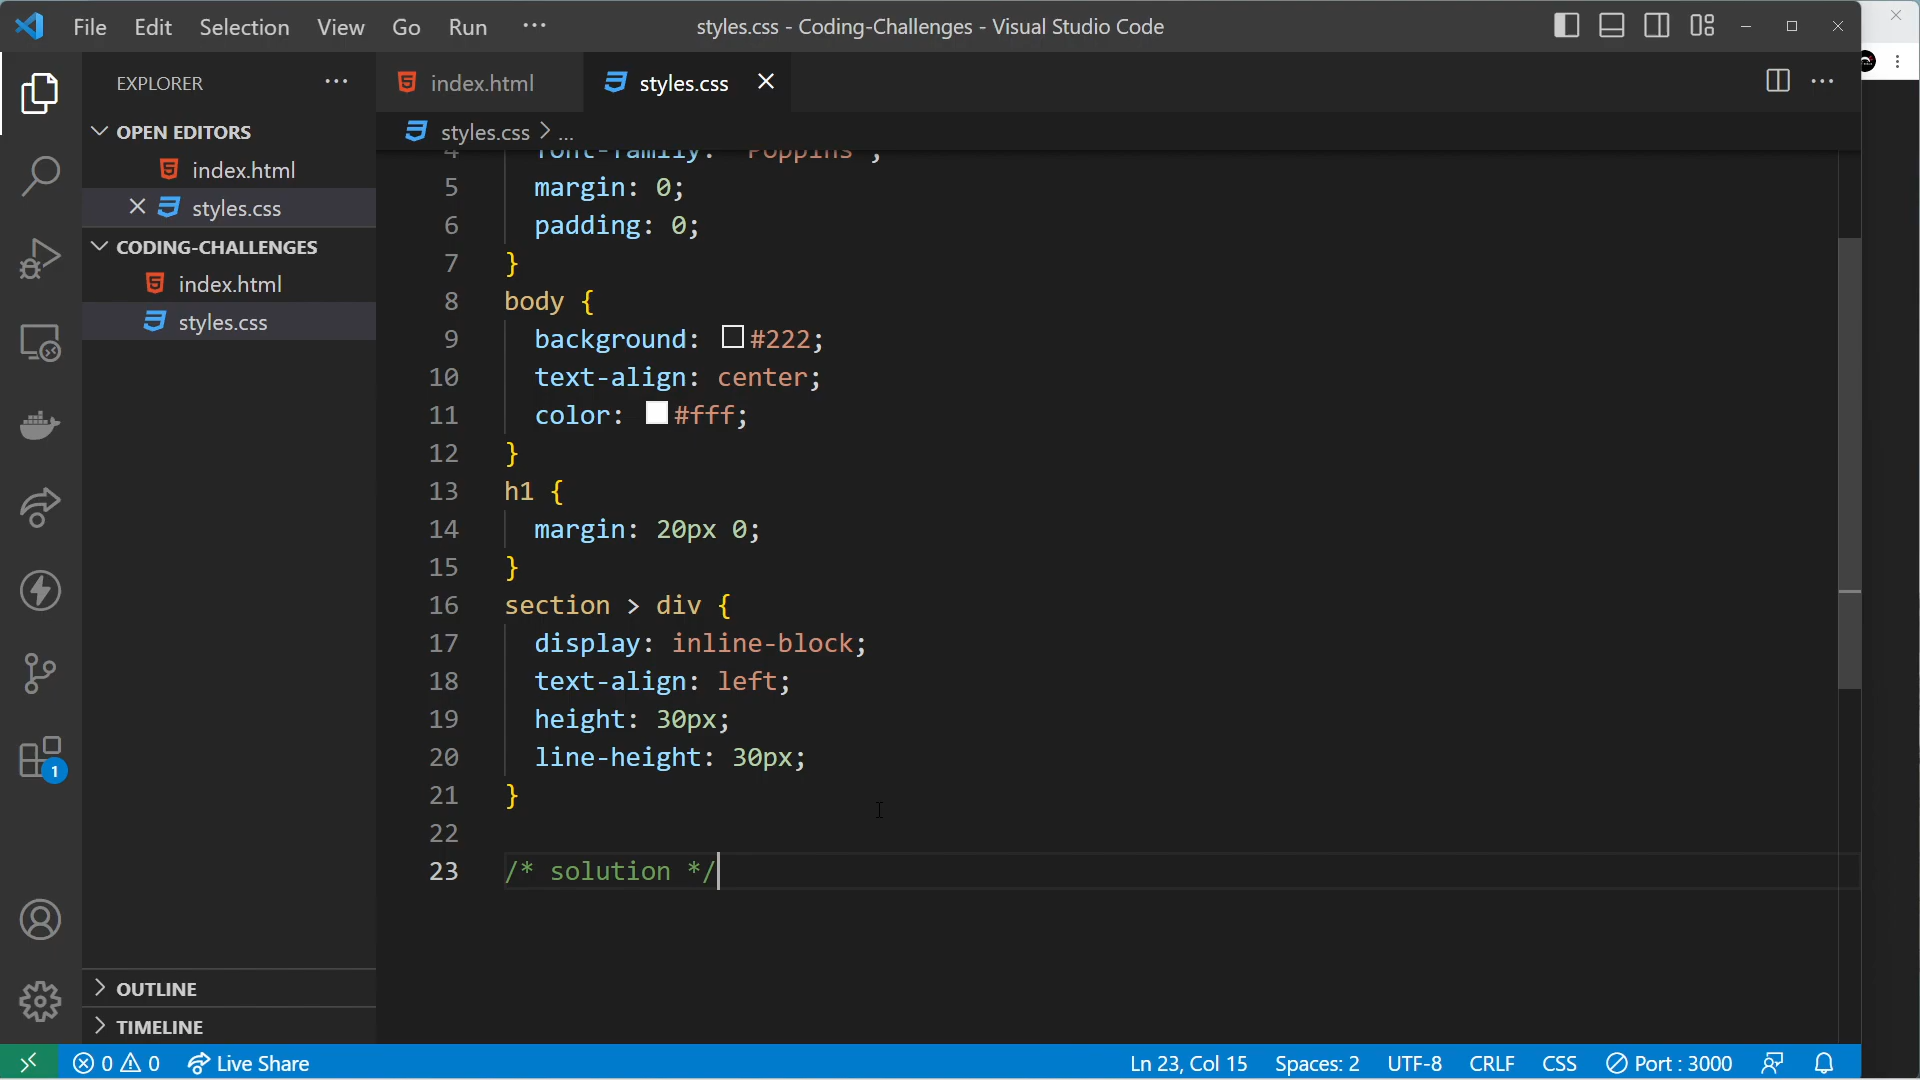 File Edit Selection View Go Run ···
styles.css - Coding-Challenges - Visual Studio Code
EXPLORER ···
OPEN EDITORS
index.html
styles.css
CODING-CHALLENGES
index.html
styles.css
OUTLINE
TIMELINE
index.html
styles.css
styles.css > ...
4 font-family: "Poppins";
5 margin: 0;
6 padding: 0;
7 }
8 body {
9 background: #222;
10 text-align: center;
11 color: #fff;
12 }
13 h1 {
14 margin: 20px 0;
15 }
16 section > div {
17 display: inline-block;
18 text-align: left;
19 height: 30px;
20 line-height: 30px;
21 }
22
23 /* solution */
1
0 0 Live Share
Ln 23, Col 15 Spaces: 2 UTF-8 CRLF CSS Port : 3000